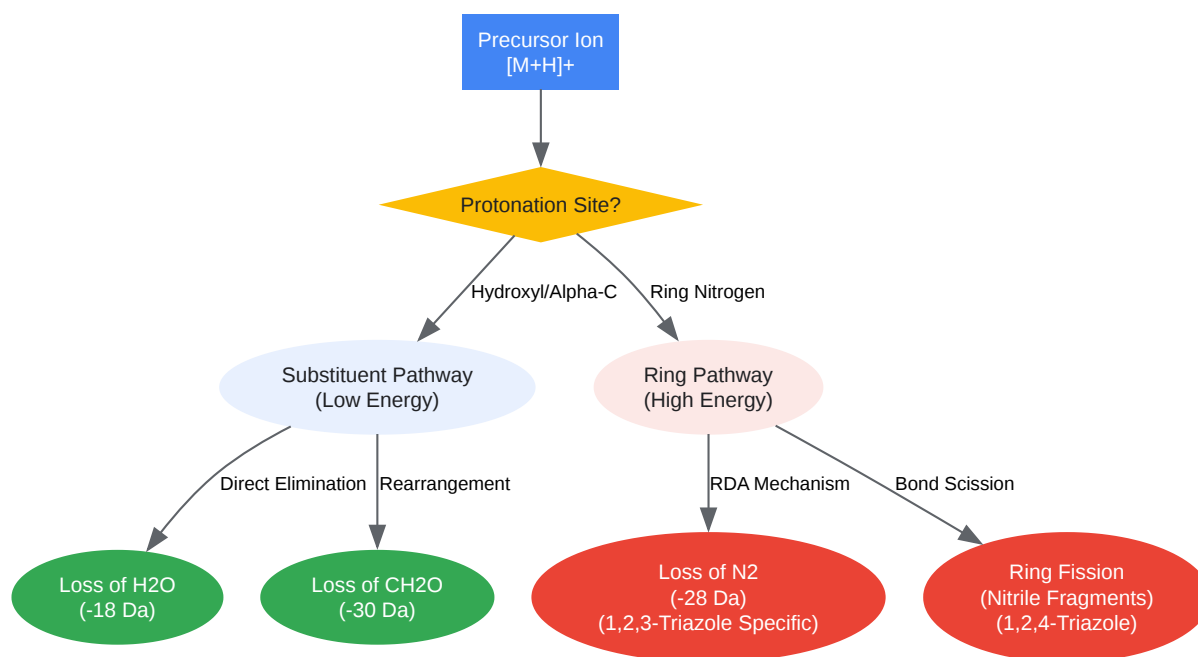 Precursor Ion
[M+H]+
Protonation Site?
Hydroxyl/Alpha-C
Ring Nitrogen
Substituent Pathway
(Low Energy)
Ring Pathway
(High Energy)
Direct Elimination
Rearrangement
RDA Mechanism
Bond Scission
Loss of H2O
(-18 Da)
Loss of CH2O
(-30 Da)
Loss of N2
(-28 Da)
(1,2,3-Triazole Specific)
Ring Fission
(Nitrile Fragments)
(1,2,4-Triazole)